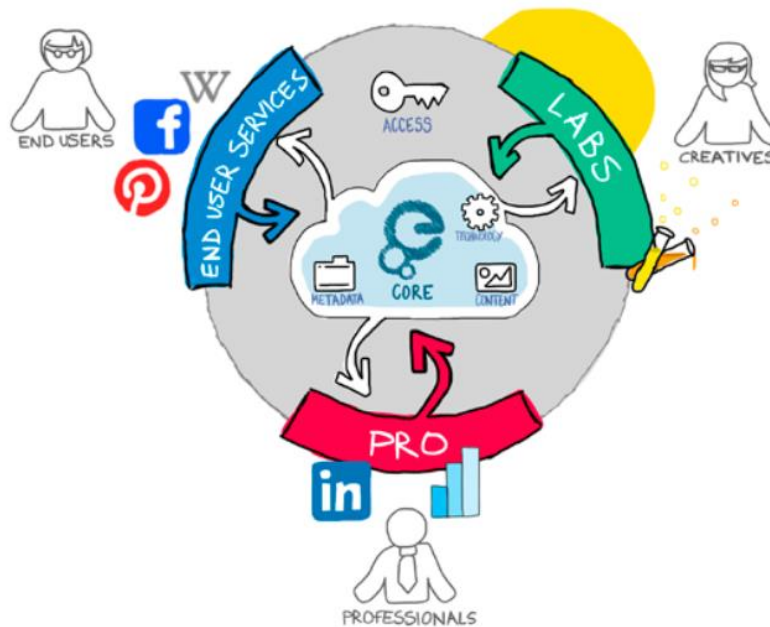 END USERS
W
f
END USER SERVICES
ACCESS
LABS
CREATIVES
TECHNOLOGY
METADATA
CORE
CONTENT
PRO
in
PROFESSIONALS